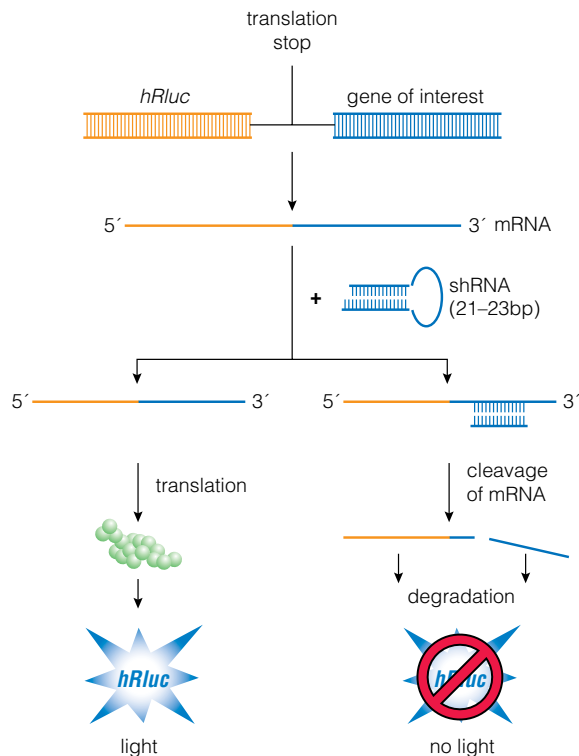 translation
stop
hRluc
gene of interest
5´
3´ mRNA
+
shRNA
(21–23bp)
5´
3´
5´
3´
translation
cleavage
of mRNA
degradation
hRluc
hRluc
light
no light